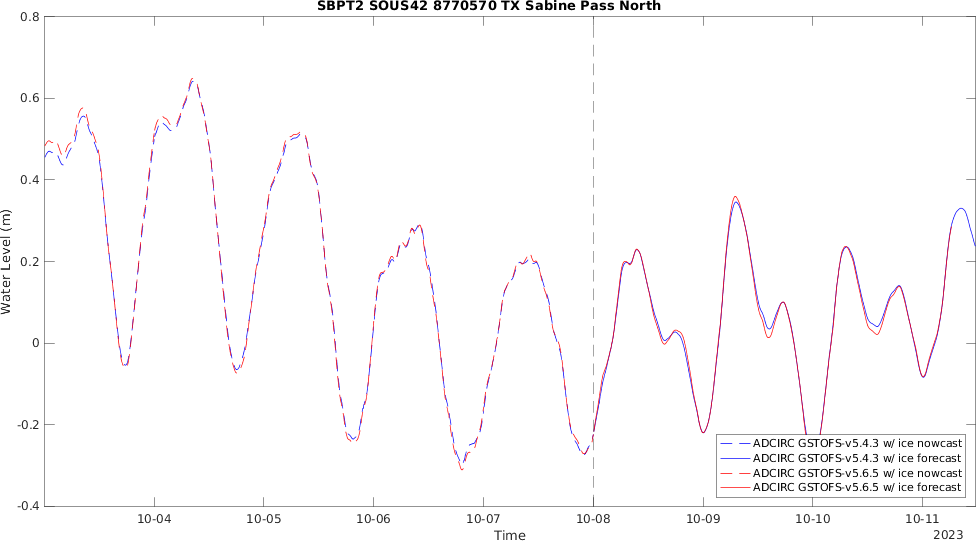 SBPT2 SOUS42 8770570 TX Sabine Pass North
Water Level (m)
0.8
0.6
0.4
0.2
0
-0.2
-0.4
10-04 10-05 10-06 10-07 10-08 10-09 10-10 10-11
Time
2023
ADCIRC GSTOFS-v5.4.3 w/ ice nowcast
ADCIRC GSTOFS-v5.4.3 w/ ice forecast
ADCIRC GSTOFS-v5.6.5 w/ ice nowcast
ADCIRC GSTOFS-v5.6.5 w/ ice forecast